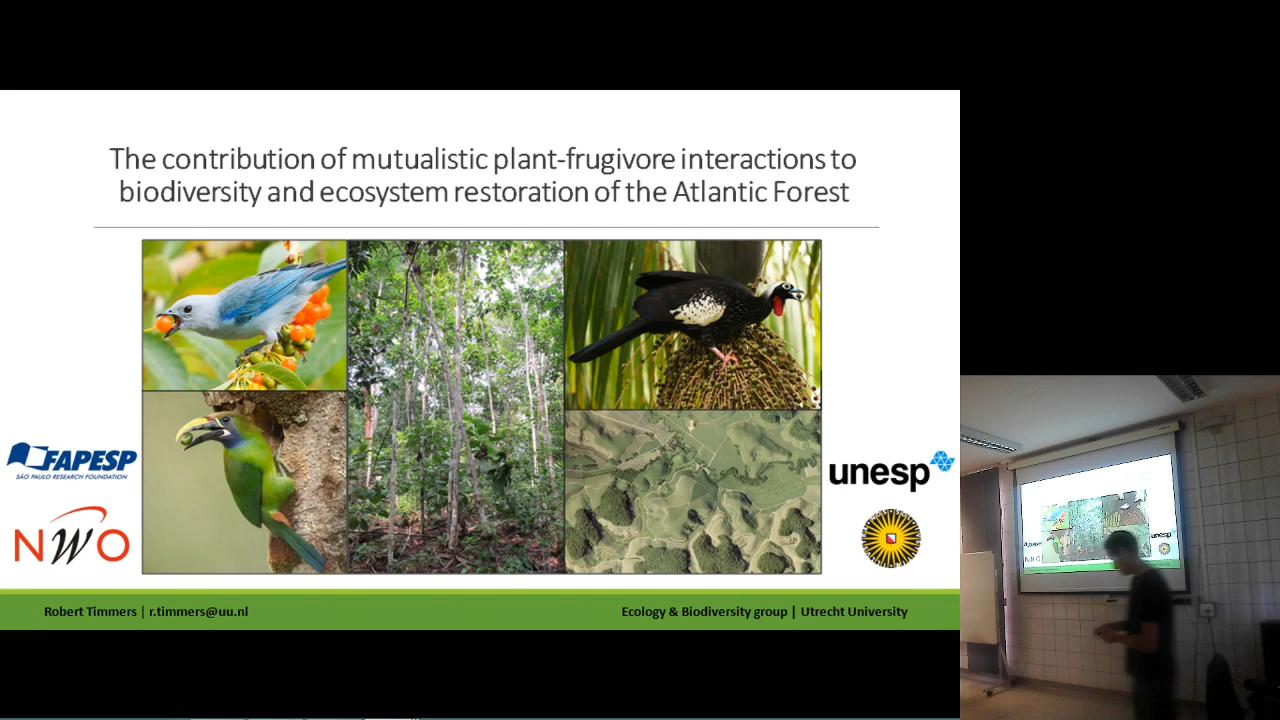 The contribution of mutualistic plant-frugivore interactions to
biodiversity and ecosystem restoration of the Atlantic Forest
FAPESP
SÃO PAULO RESEARCH FOUNDATION
NWO
unesp
Robert Timmers | r.timmers@uu.nl
Ecology & Biodiversity group | Utrecht University
unesp